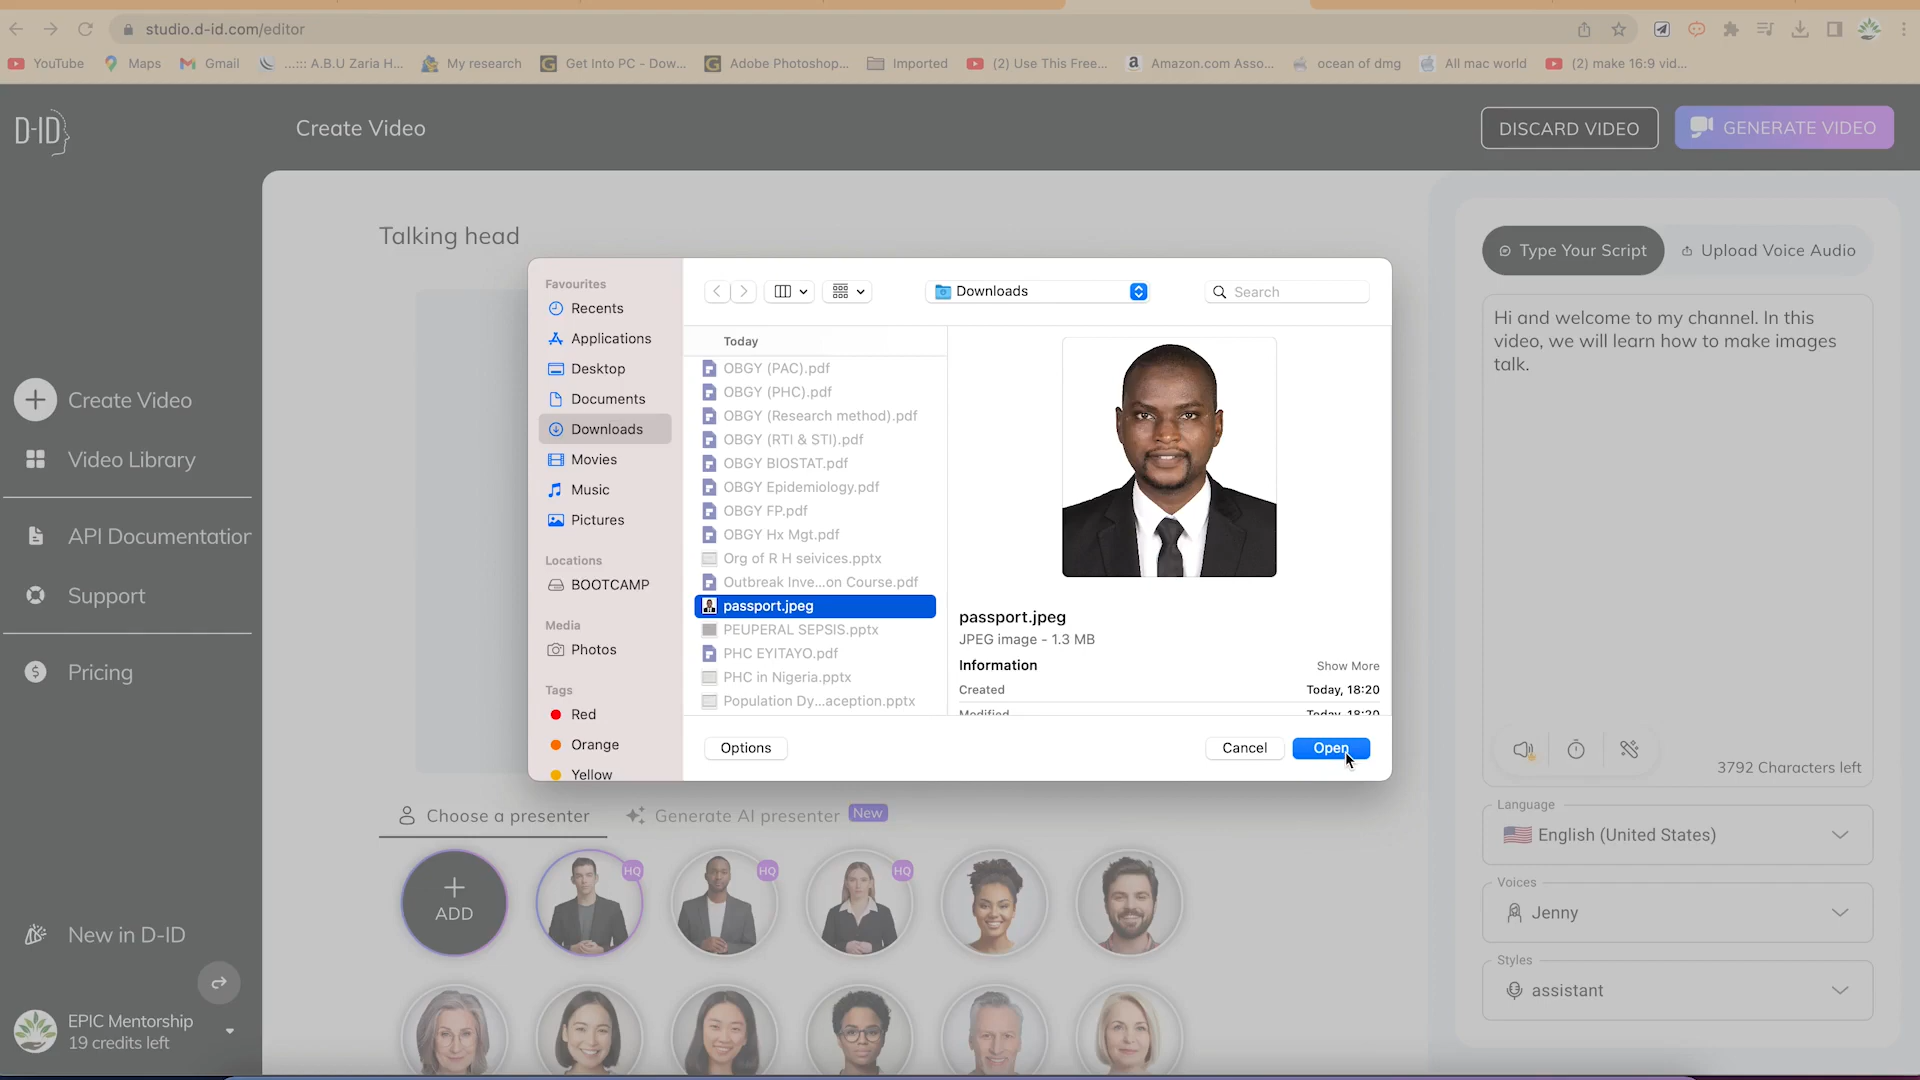 studio.d-id.com/editor
YouTube
Maps
Gmail
...::: A.B.U Zaria H...
My research
Get Into PC - Dow...
Adobe Photoshop...
Imported
(2) Use This Free...
Amazon.com Asso...
ocean of dmg
All mac world
(2) make 16:9 vid...
D-ID
Create Video
DISCARD VIDEO
GENERATE VIDEO
Create Video
Video Library
API Documentation
Support
Pricing
New in D-ID
EPIC Mentorship
19 credits left
Talking head
Favourites
Recents
Applications
Desktop
Documents
Downloads
Movies
Music
Pictures
Locations
BOOTCAMP
Media
Photos
Tags
Red
Orange
Yellow
Downloads
Search
Today
OBGY (PAC).pdf
OBGY (PHC).pdf
OBGY (Research method).pdf
OBGY (RTI & STI).pdf
OBGY BIOSTAT.pdf
OBGY Epidemiology.pdf
OBGY FP.pdf
OBGY Hx Mgt.pdf
Org of R H seivices.pptx
Outbreak Inve...on Course.pdf
passport.jpeg
PEUPERAL SEPSIS.pptx
PHC EYITAYO.pdf
PHC in Nigeria.pptx
Population Dy...aception.pptx
passport.jpeg
JPEG image - 1.3 MB
Information
Show More
Created
Today, 18:20
Modified
Today, 18:20
Options
Cancel
Open
Choose a presenter
Generate AI presenter
New
ADD
HQ
HQ
HQ
Type Your Script
Upload Voice Audio
Hi and welcome to my channel. In this
video, we will learn how to make images
talk.
3792 Characters left
Language
English (United States)
Voices
Jenny
Styles
assistant